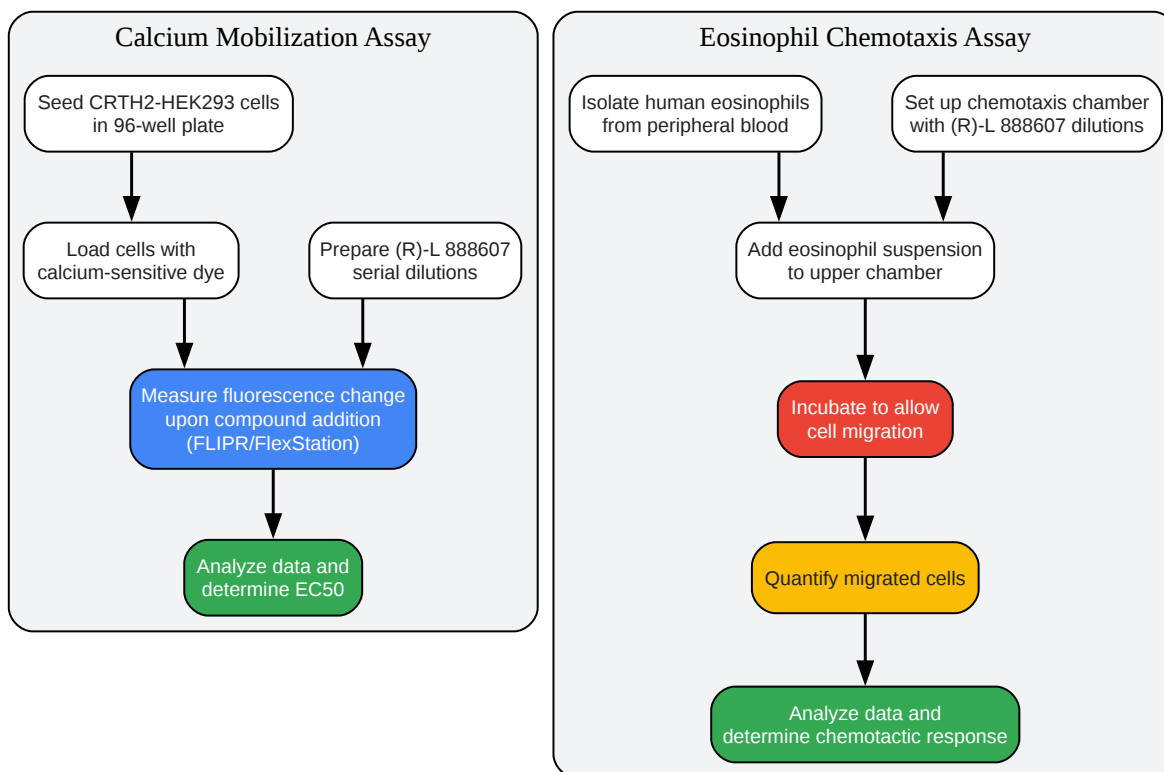 Calcium Mobilization Assay
Seed CRTH2-HEK293 cells
in 96-well plate
Load cells with
calcium-sensitive dye
Prepare (R)-L 888607
serial dilutions
Measure fluorescence change
upon compound addition
(FLIPR/FlexStation)
Analyze data and
determine EC50
Eosinophil Chemotaxis Assay
Isolate human eosinophils
from peripheral blood
Set up chemotaxis chamber
with (R)-L 888607 dilutions
Add eosinophil suspension
to upper chamber
Incubate to allow
cell migration
Quantify migrated cells
Analyze data and
determine chemotactic response